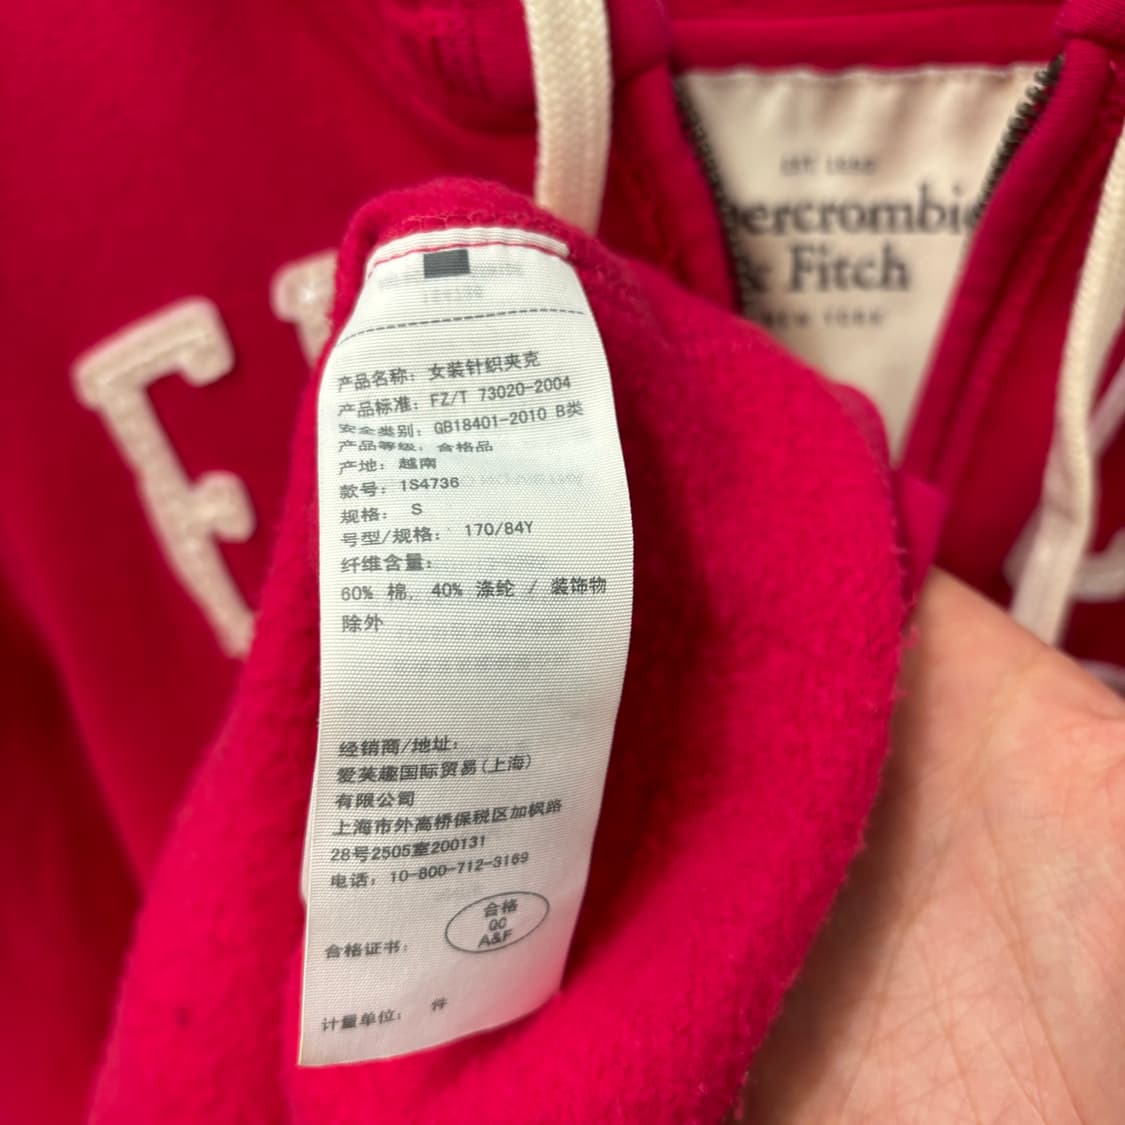 EST 1892
ercrombie
& Fitch
NEW YORK
产品名称: 女装针织夹克
产品标准: FZ/T 73020-2004
安全类别: GB18401-2010 B类
产品等级: 合格品
产地: 越南
款号: 1S4736
规格: S
号型/规格: 170/84Y
纤维含量:
60% 棉, 40% 涤纶 / 装饰物
除外
经销商/地址:
爱芙趣国际贸易(上海)
有限公司
上海市外高桥保税区加枫路
28号2505室200131
电话: 10-800-712-3169
合格
QC
A&F
合格证书:
计量单位: 件